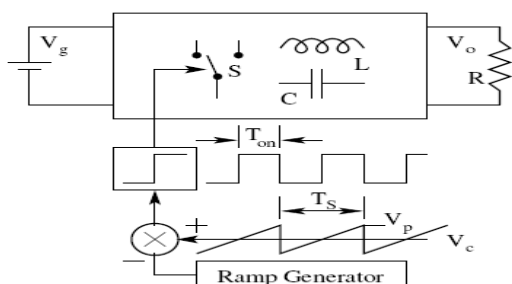 V_g
S
L
C
V_o
R
T_on
T_S
+
V_p
V_c
−
Ramp Generator